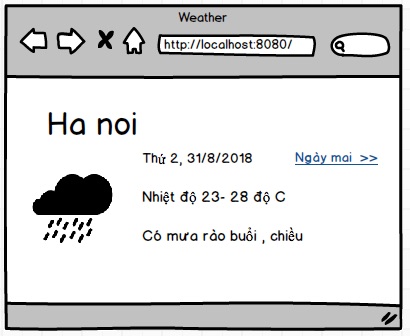 Weather
http://localhost:8080/
Ha noi
Thứ 2, 31/8/2018
Ngày mai >>
Nhiệt độ 23- 28 độ C
Có mưa rào buổi , chiều